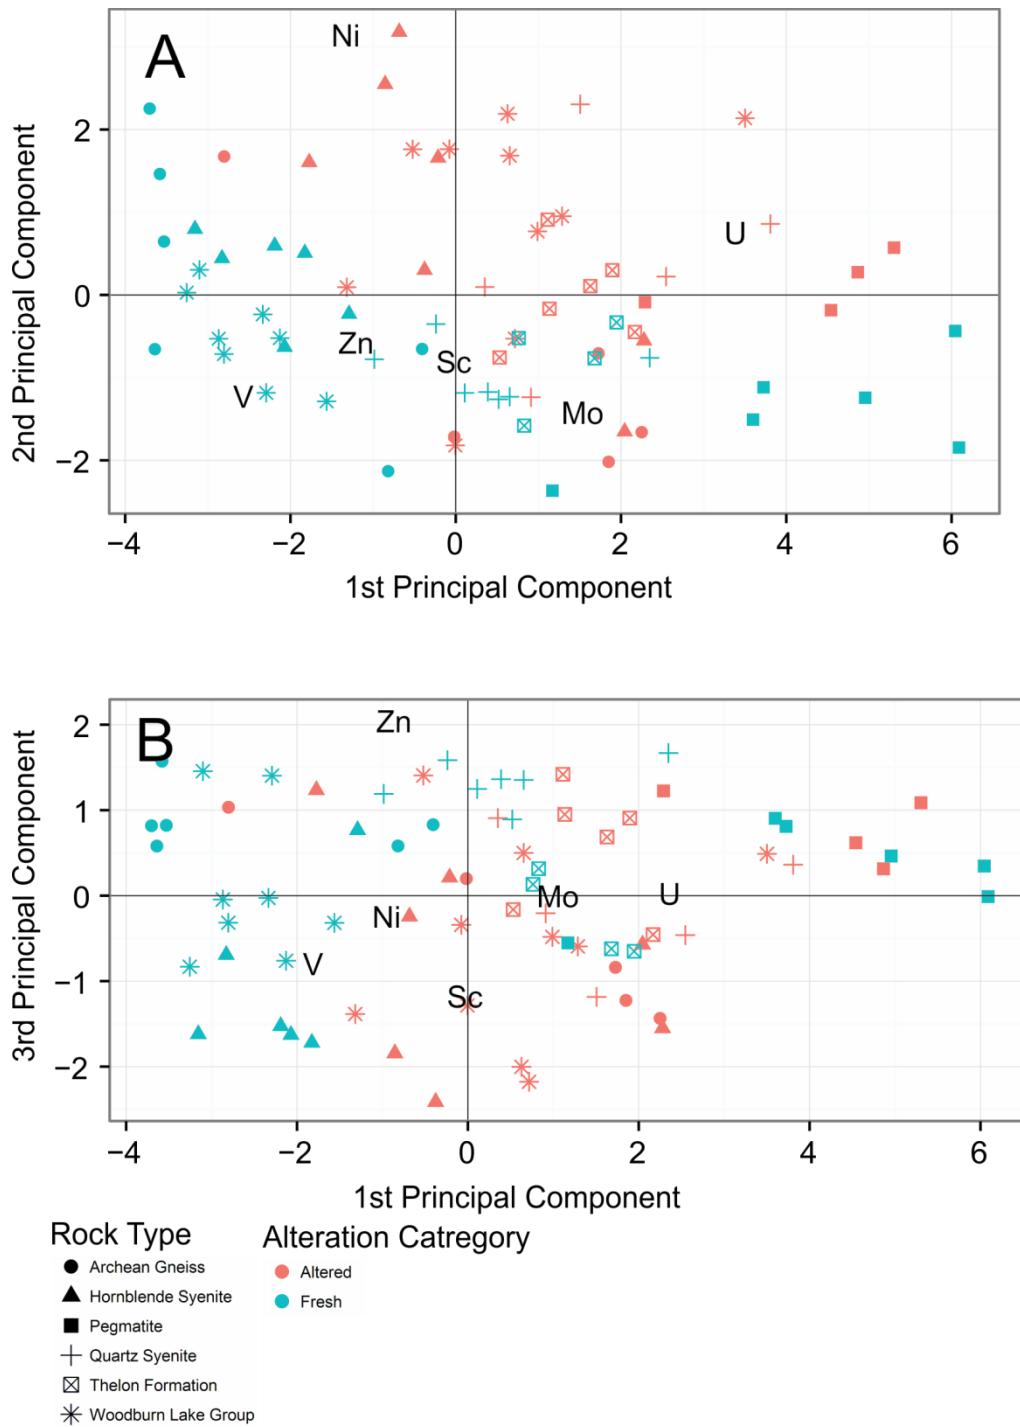 A
Ni
2
U
0
Zn
Sc
V
Mo
−2
2nd Principal Component
−4 −2 0 2 4 6
1st Principal Component
B
Zn
2
1
0
Mo
U
Ni
V
−1
Sc
−2
3rd Principal Component
−4 −2 0 2 4 6
1st Principal Component
Rock Type
Archean Gneiss
Hornblende Syenite
Pegmatite
Quartz Syenite
Thelon Formation
Woodburn Lake Group
Alteration Catregory
Altered
Fresh